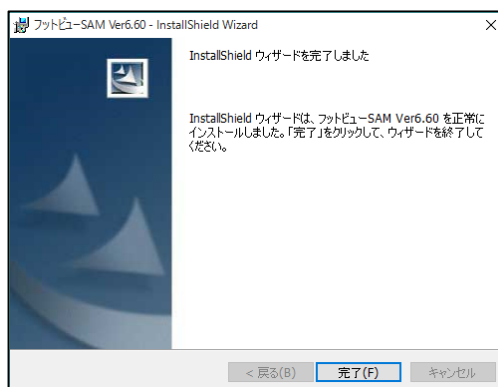 フットビューSAM Ver6.60 - InstallShield Wizard
InstallShield ウィザードを完了しました
InstallShield ウィザードは、フットビューSAM Ver6.60 を正常に
インストールしました。「完了」をクリックして、ウィザードを終了して
ください。
< 戻る(B)
完了(F)
キャンセル